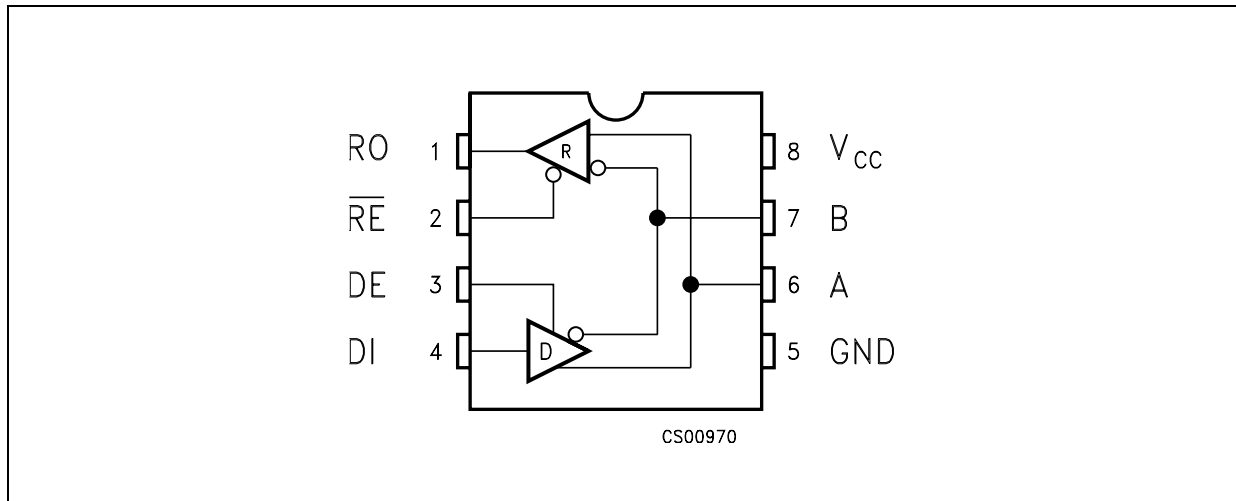 RO 1 R 8 VCC
RE 2 7 B
DE 3 6 A
DI 4 D 5 GND
CS00970